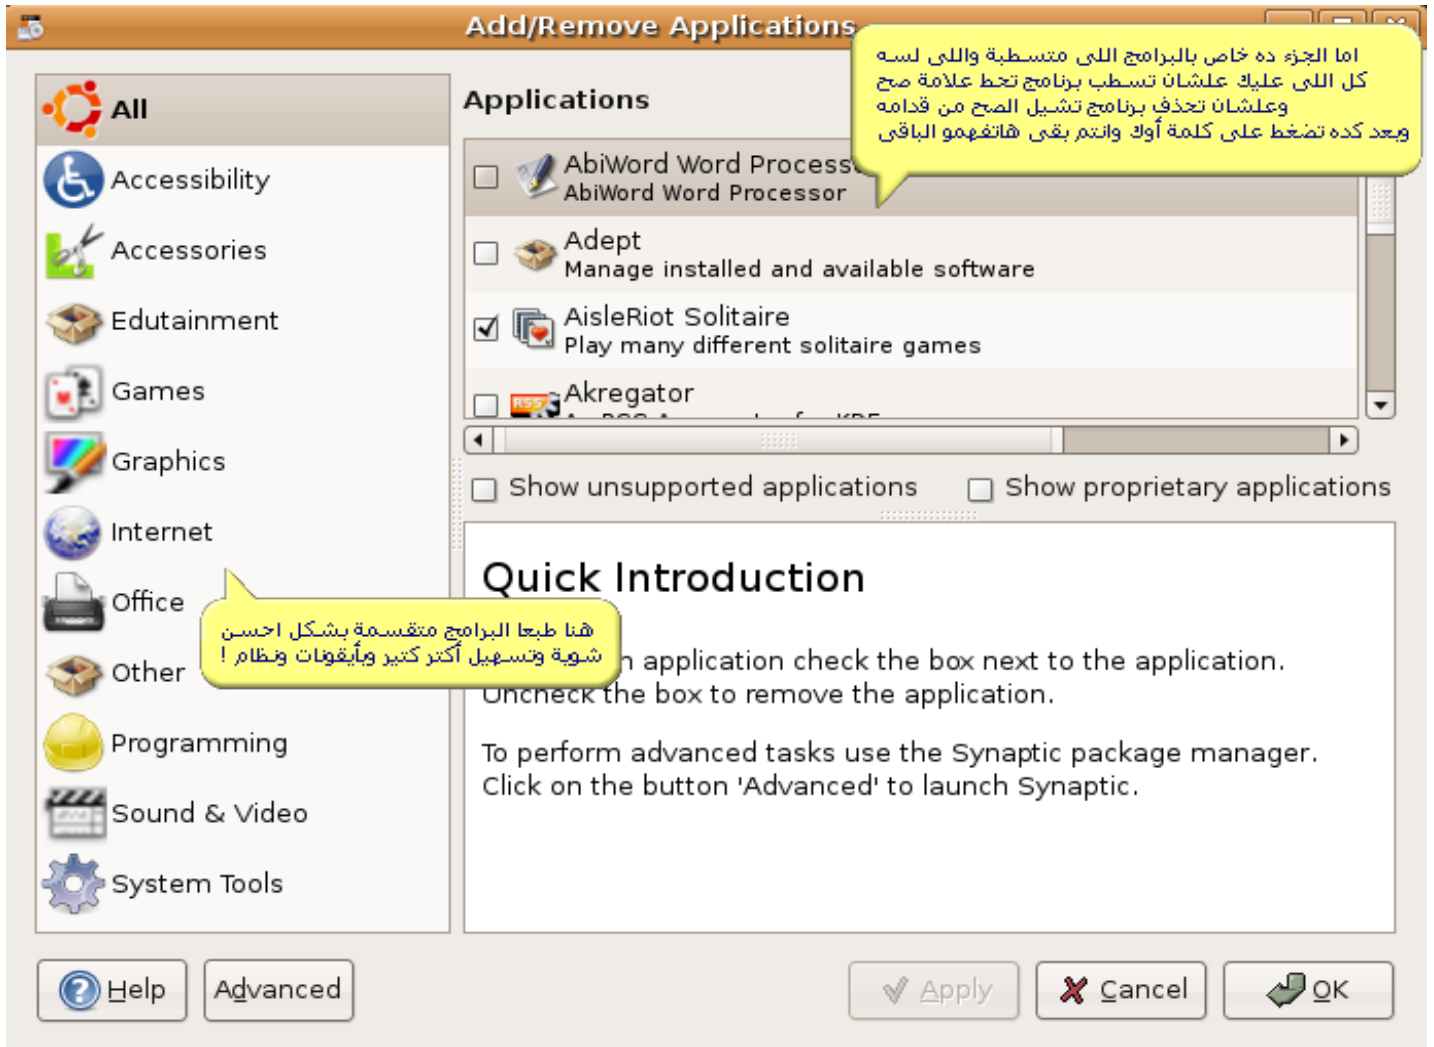 Add/Remove Applications
اما الجزء ده خاص بالبرامج اللى متسطبة واللى لسه
كل اللى عليك علشان تسطب برنامج تحط علامة صح
وعلشان تحذف برنامج تشيل الصح من قدامه
وبعد كده تضغط على كلمة أوك وانتم بقى هاتفهمو الباقى
All
Accessibility
Accessories
Edutainment
Games
Graphics
Internet
Office
Other
Programming
Sound & Video
System Tools
هنا طبعا البرامج متقسمة بشكل احسن
شوية وتسهيل أكتر كتير وبأيقونات ونظام !
Applications
AbiWord Word
AbiWord Word Processor
Adept
Manage installed and available software
AisleRiot Solitaire
Play many different solitaire games
Akregator
Show unsupported applications
Show proprietary applications
Quick Introduction
application check the box next to the application.
Uncheck the box to remove the application.
To perform advanced tasks use the Synaptic package manager.
Click on the button 'Advanced' to launch Synaptic.
Help
Advanced
Apply
Cancel
OK